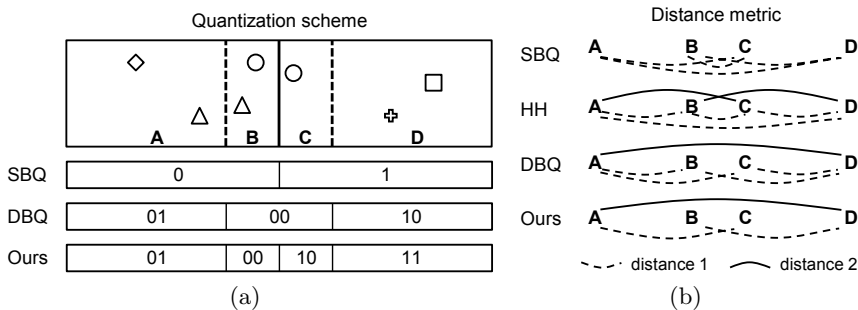 Quantization scheme
A B C D
SBQ 0 1
DBQ 01 00 10
Ours 01 00 10 11
(a)
Distance metric
SBQ A B C D
HH A B C D
DBQ A B C D
Ours A B C D
distance 1 distance 2
(b)